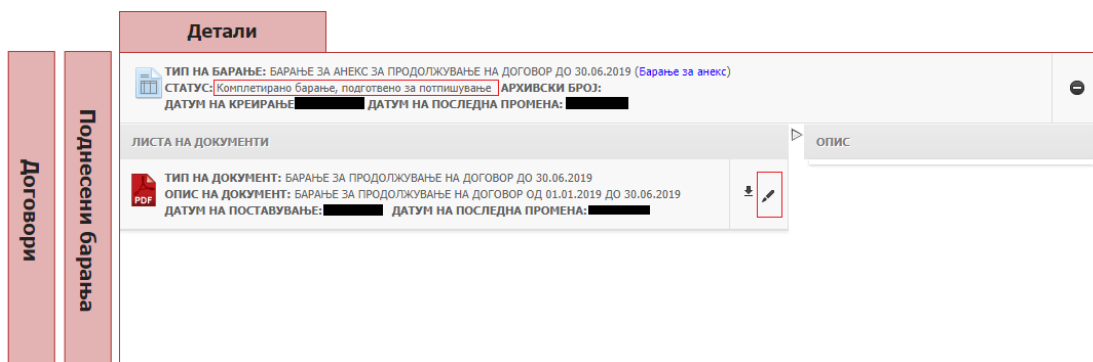 Детали
Договори
Поднесени барања
ТИП НА БАРАЊЕ: БАРАЊЕ ЗА АНЕКС ЗА ПРОДОЛЖУВАЊЕ НА ДОГОВОР ДО 30.06.2019 (Барање за анекс)
СТАТУС: Комплетирано барање, подготвено за потпишување АРХИВСКИ БРОЈ:
ДАТУМ НА КРЕИРАЊЕ ДАТУМ НА ПОСЛЕДНА ПРОМЕНА:
ЛИСТА НА ДОКУМЕНТИ
ОПИС
ТИП НА ДОКУМЕНТ: БАРАЊЕ ЗА ПРОДОЛЖУВАЊЕ НА ДОГОВОР ДО 30.06.2019
PDF ОПИС НА ДОКУМЕНТ: БАРАЊЕ ЗА ПРОДОЛЖУВАЊЕ НА ДОГОВОР ОД 01.01.2019 ДО 30.06.2019
ДАТУМ НА ПОСТАВУВАЊЕ: ДАТУМ НА ПОСЛЕДНА ПРОМЕНА: